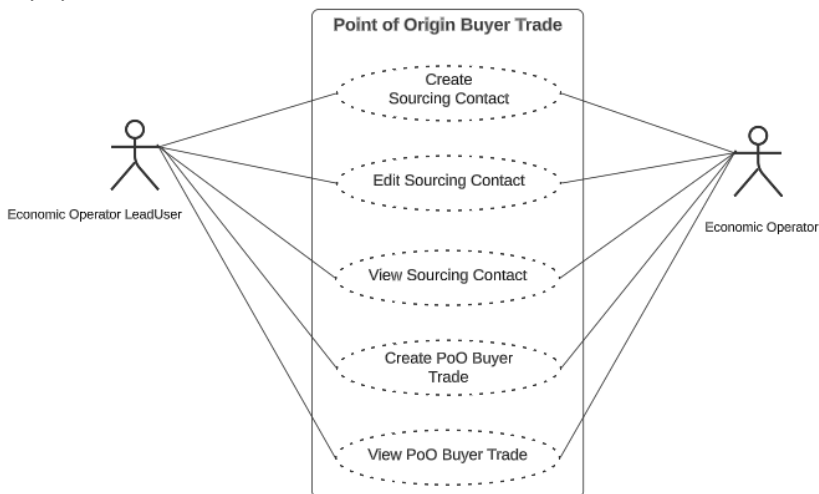 Point of Origin Buyer Trade
Create
Sourcing Contact
Edit Sourcing Contact
Economic Operator LeadUser
Economic Operator
View Sourcing Contact
Create PoO Buyer
Trade
View PoO Buyer Trade